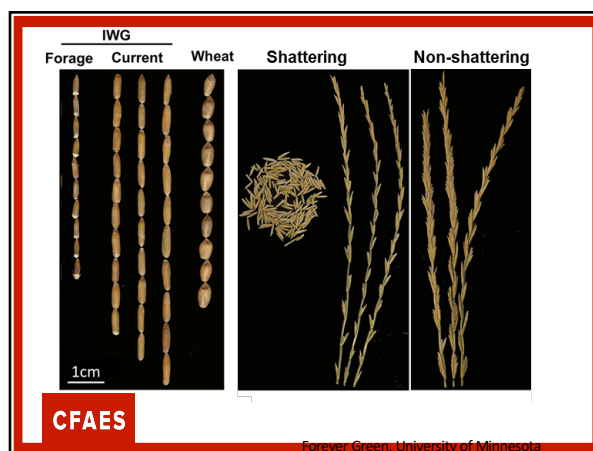 IWG
Forage Current Wheat
Shattering Non-shattering
1cm
CFAES
Forever Green, University of Minnesota